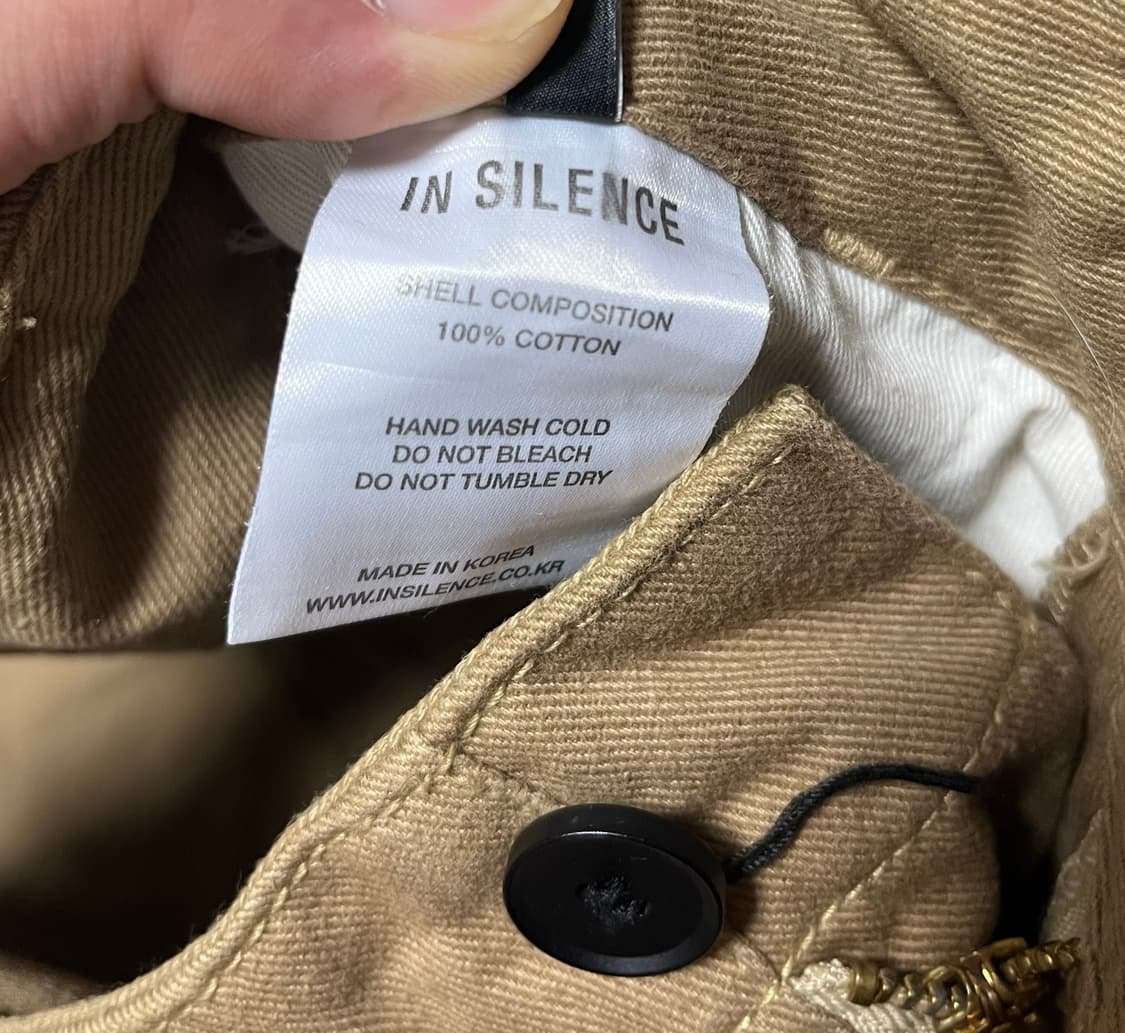 IN SILENCE
SHELL COMPOSITION
100% COTTON
HAND WASH COLD
DO NOT BLEACH
DO NOT TUMBLE DRY
MADE IN KOREA
WWW.INSILENCE.CO.KR